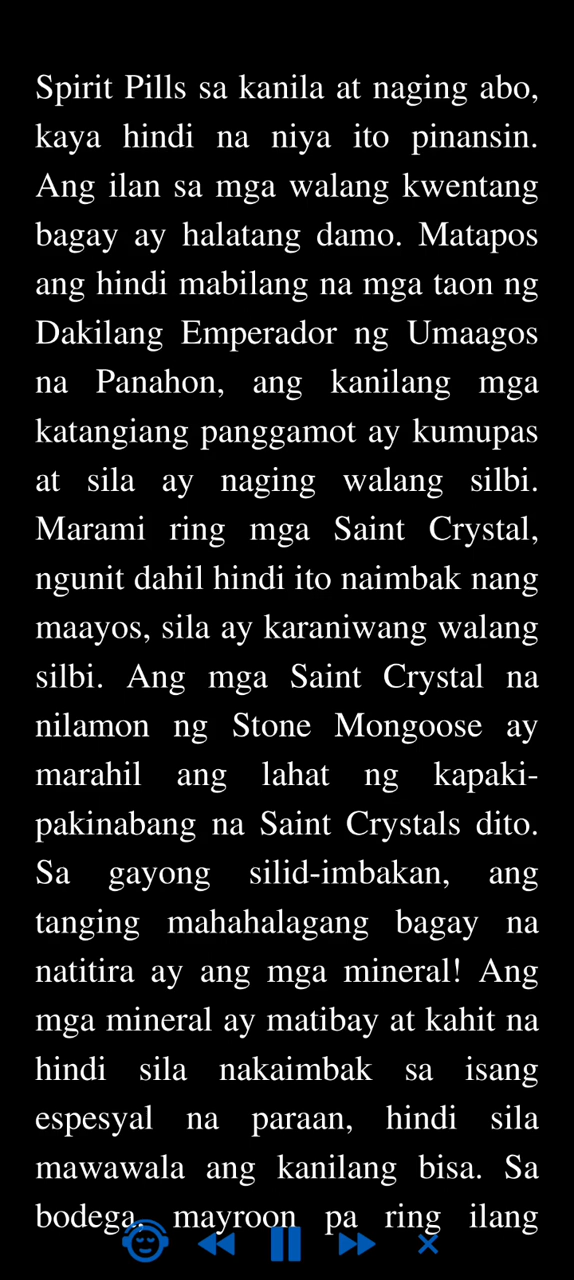 Spirit Pills sa kanila at naging abo,
kaya hindi na niya ito pinansin.
Ang ilan sa mga walang kwentang
bagay ay halatang damo. Matapos
ang hindi mabilang na mga taon ng
Dakilang Emperador ng Umaagos
na Panahon, ang kanilang mga
katangiang panggamot ay kumupas
at sila ay naging walang silbi.
Marami ring mga Saint Crystal,
ngunit dahil hindi ito naimbak nang
maayos, sila ay karaniwang walang
silbi. Ang mga Saint Crystal na
nilamon ng Stone Mongoose ay
marahil ang lahat ng kapaki-
pakinabang na Saint Crystals dito.
Sa gayong silid-imbakan, ang
tanging mahahalagang bagay na
natitira ay ang mga mineral! Ang
mga mineral ay matibay at kahit na
hindi sila nakaimbak sa isang
espesyal na paraan, hindi sila
mawawala ang kanilang bisa. Sa
bodega, mayroon pa ring ilang